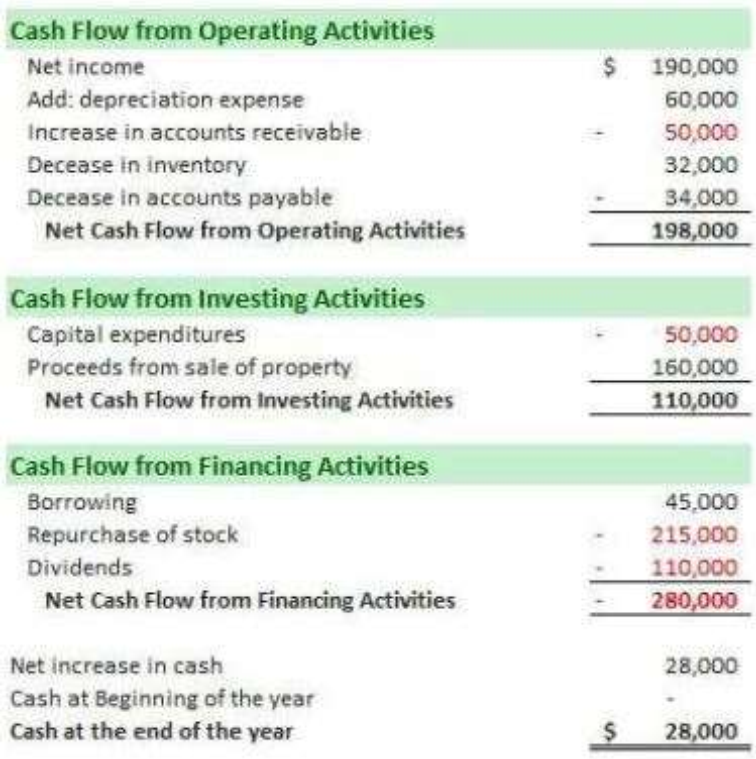 Cash Flow from Operating Activities
Net income $ 190,000
Add: depreciation expense 60,000
Increase in accounts receivable - 50,000
Decease in inventory 32,000
Decease in accounts payable - 34,000
Net Cash Flow from Operating Activities 198,000
Cash Flow from Investing Activities
Capital expenditures - 50,000
Proceeds from sale of property 160,000
Net Cash Flow from Investing Activities 110,000
Cash Flow from Financing Activities
Borrowing 45,000
Repurchase of stock - 215,000
Dividends - 110,000
Net Cash Flow from Financing Activities - 280,000
Net increase in cash 28,000
Cash at Beginning of the year -
Cash at the end of the year $ 28,000